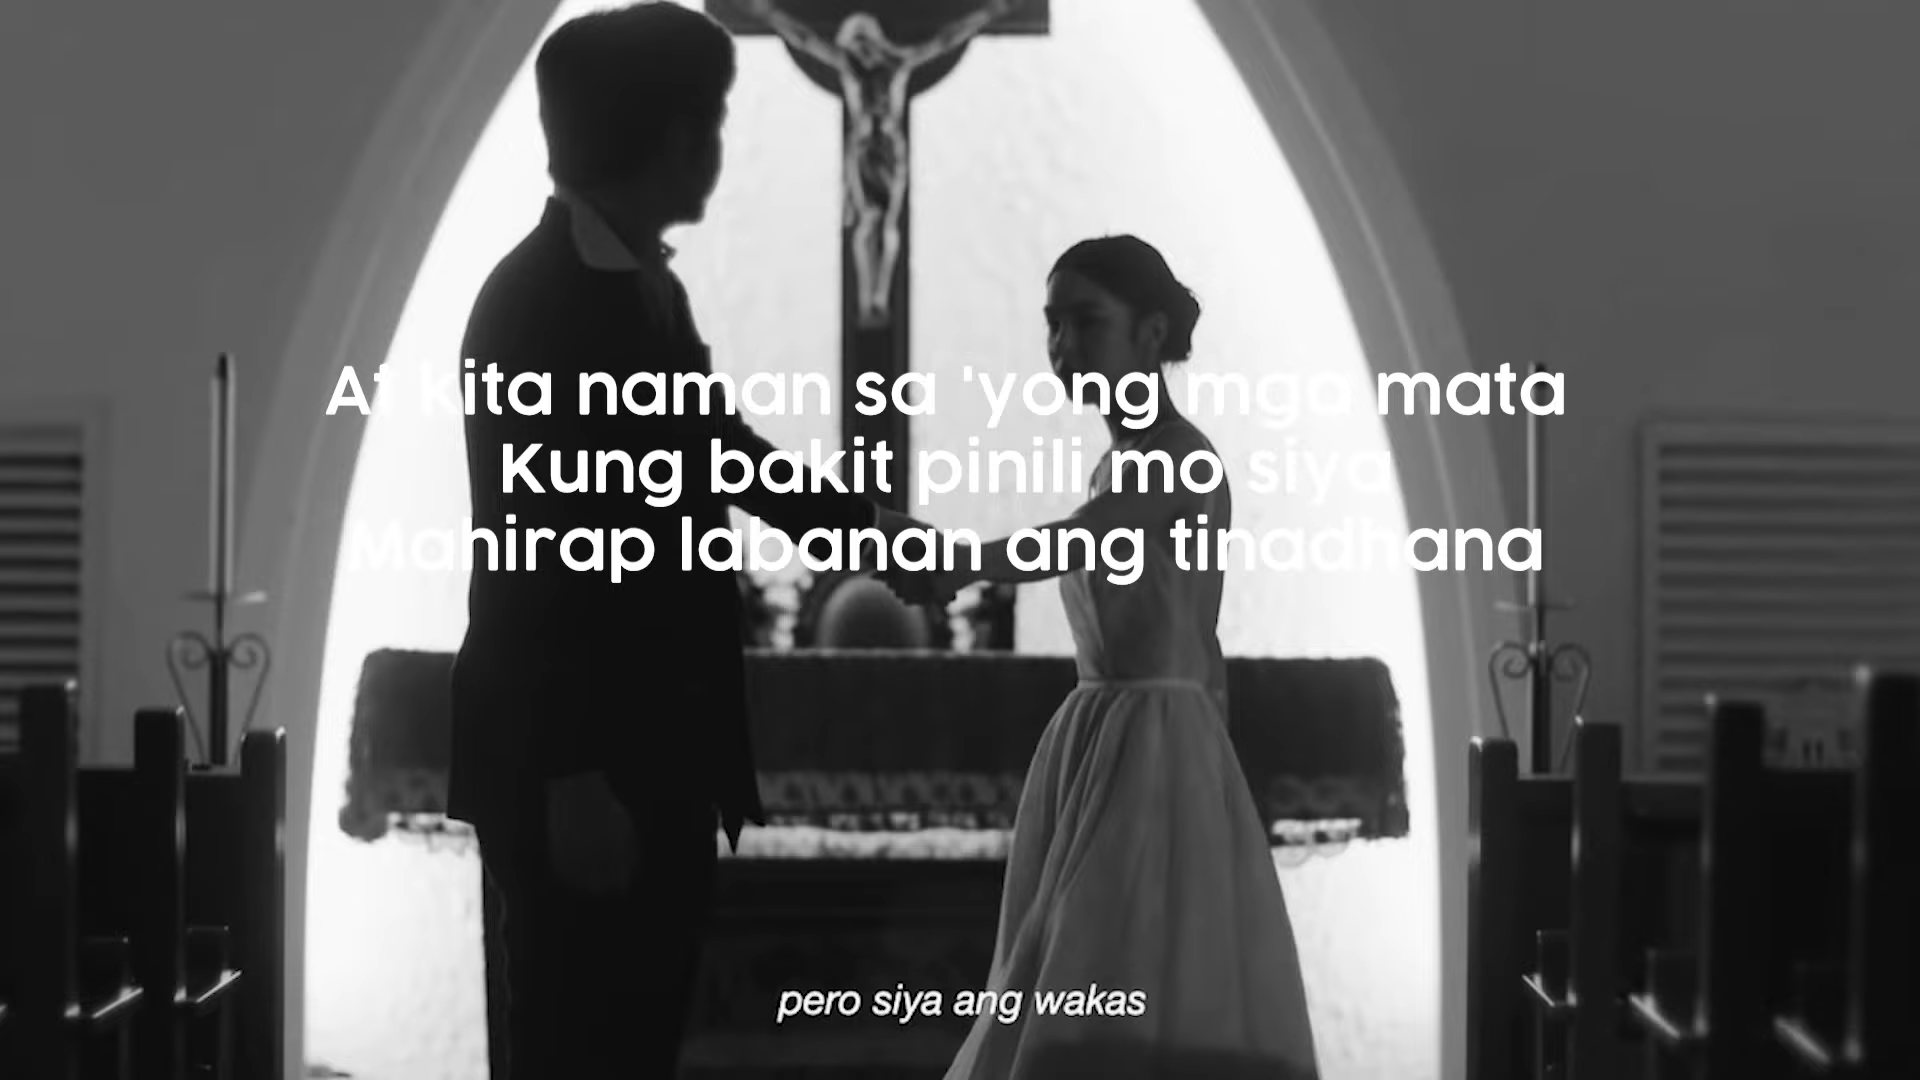 At kita naman sa 'yong mga mata
Kung bakit pinili mo siya
Mahirap labanan ang tinadhana
pero siya ang wakas